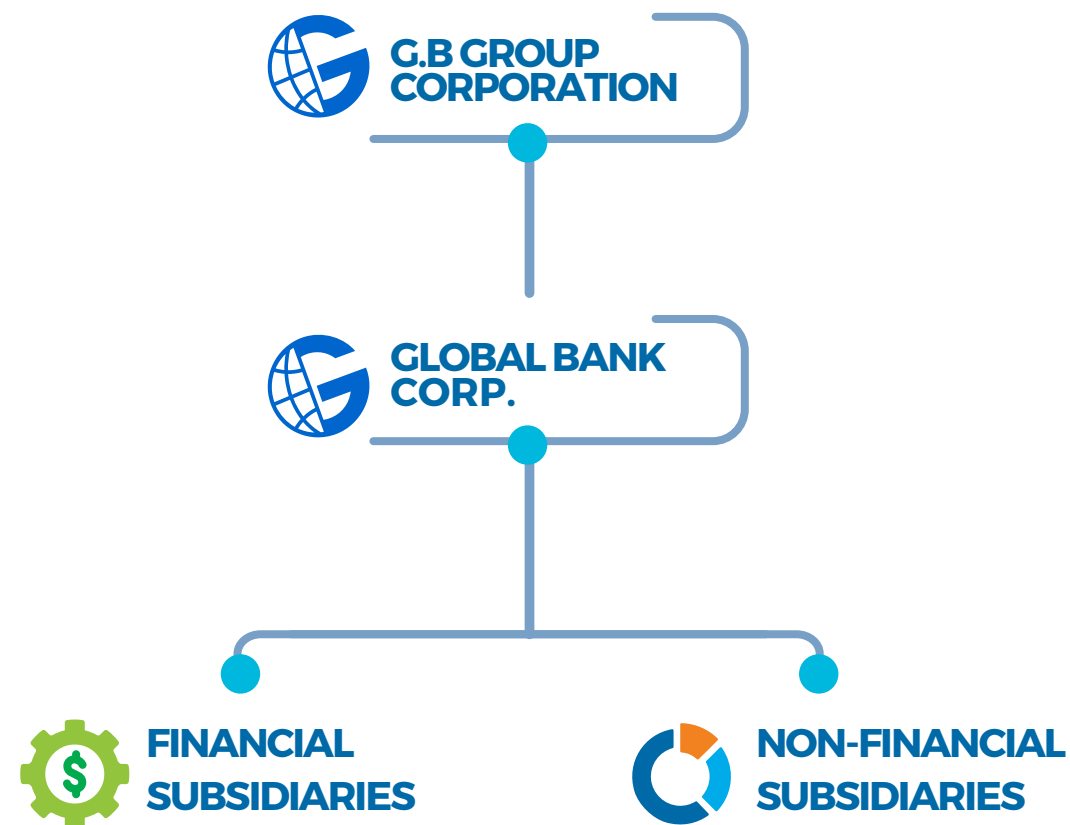 G.B GROUP
CORPORATION
GLOBAL BANK
CORP.
$
FINANCIAL
SUBSIDIARIES
NON-FINANCIAL
SUBSIDIARIES